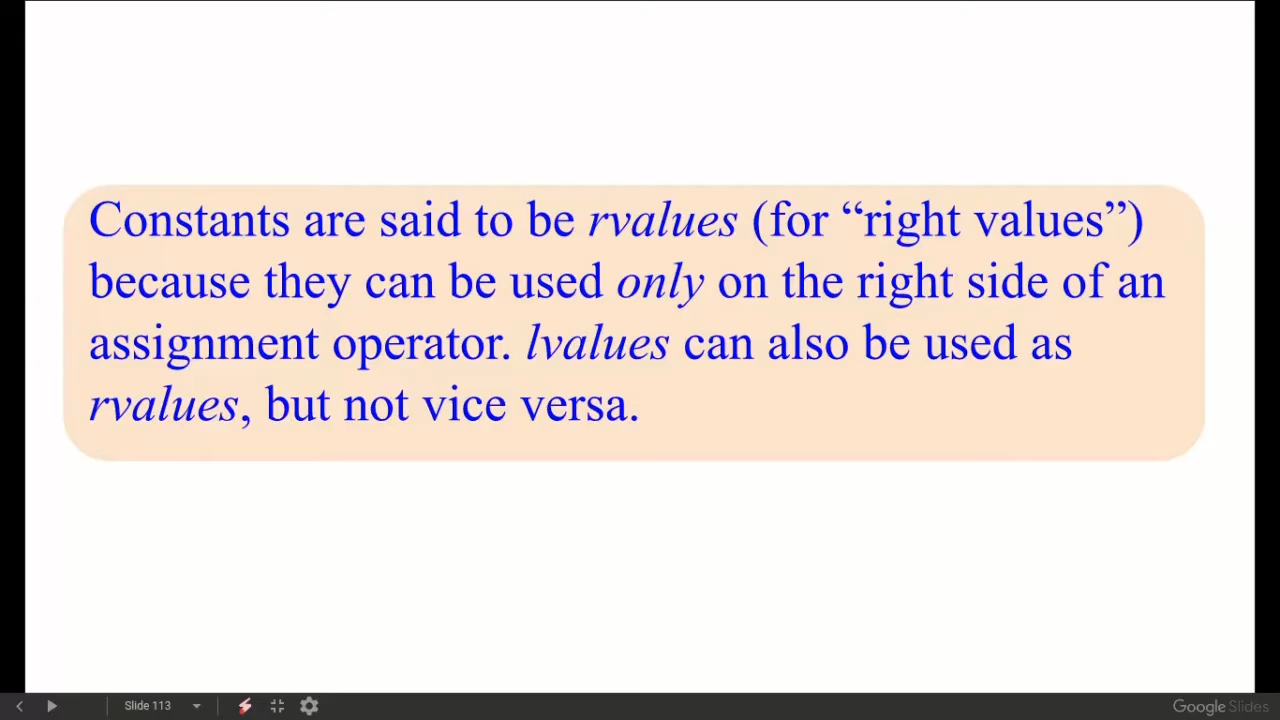 Constants are said to be rvalues (for “right values”)
because they can be used only on the right side of an
assignment operator. lvalues can also be used as
rvalues, but not vice versa.
Slide 113
Google Slides